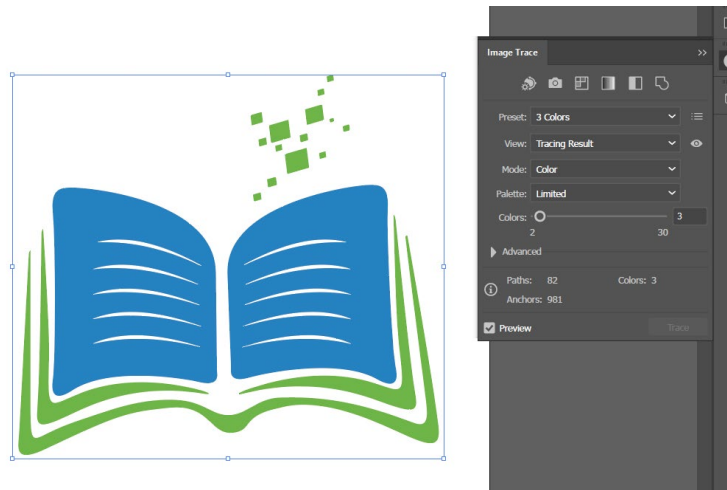 Image Trace
Preset: 3 Colors
View: Tracing Result
Mode: Color
Palette: Limited
Colors: 3
2 30
Advanced
Paths: 82 Colors: 3
Anchors: 981
Preview Trace